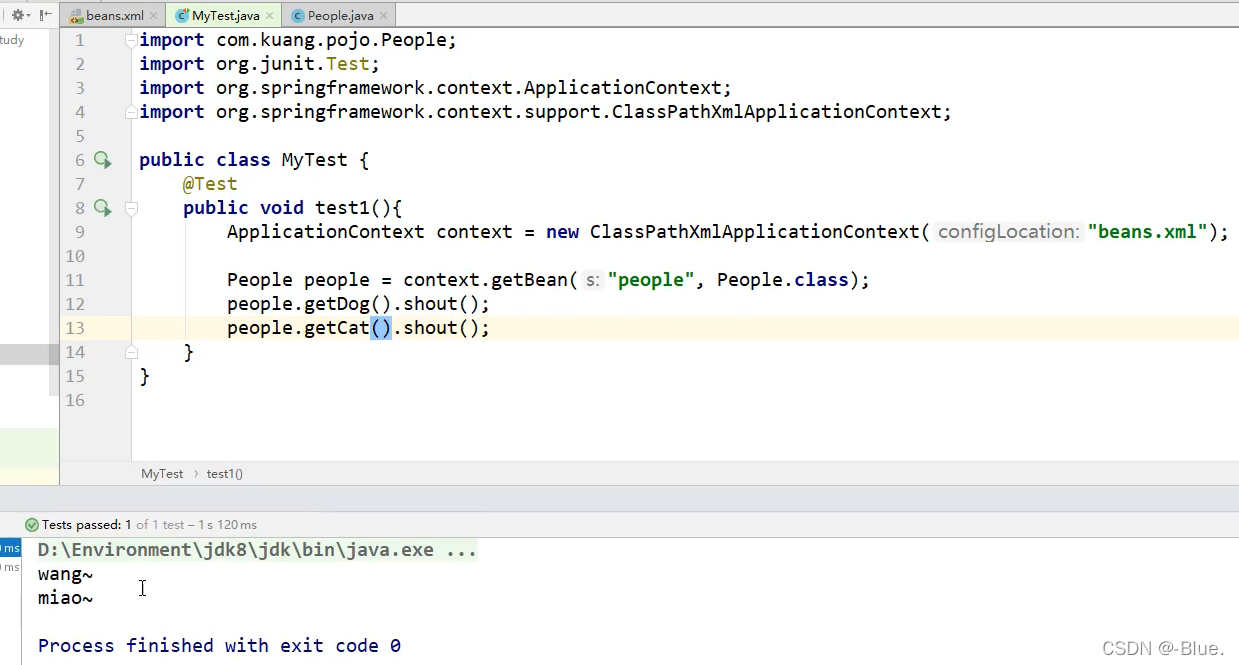 beans.xml MyTest.java People.java
tudy
1 import com.kuang.pojo.People;
2 import org.junit.Test;
3 import org.springframework.context.ApplicationContext;
4 import org.springframework.context.support.ClassPathXmlApplicationContext;
5
6 public class MyTest {
7 @Test
8 public void test1(){
9 ApplicationContext context = new ClassPathXmlApplicationContext( configLocation: "beans.xml");
10
11 People people = context.getBean( s: "people", People.class);
12 people.getDog().shout();
13 people.getCat().shout();
14 }
15 }
16
MyTest › test1()
Tests passed: 1 of 1 test – 1 s 120 ms
0 ms D:\Environment\jdk8\jdk\bin\java.exe ...
0 ms wang~
miao~
Process finished with exit code 0
CSDN @-Blue.